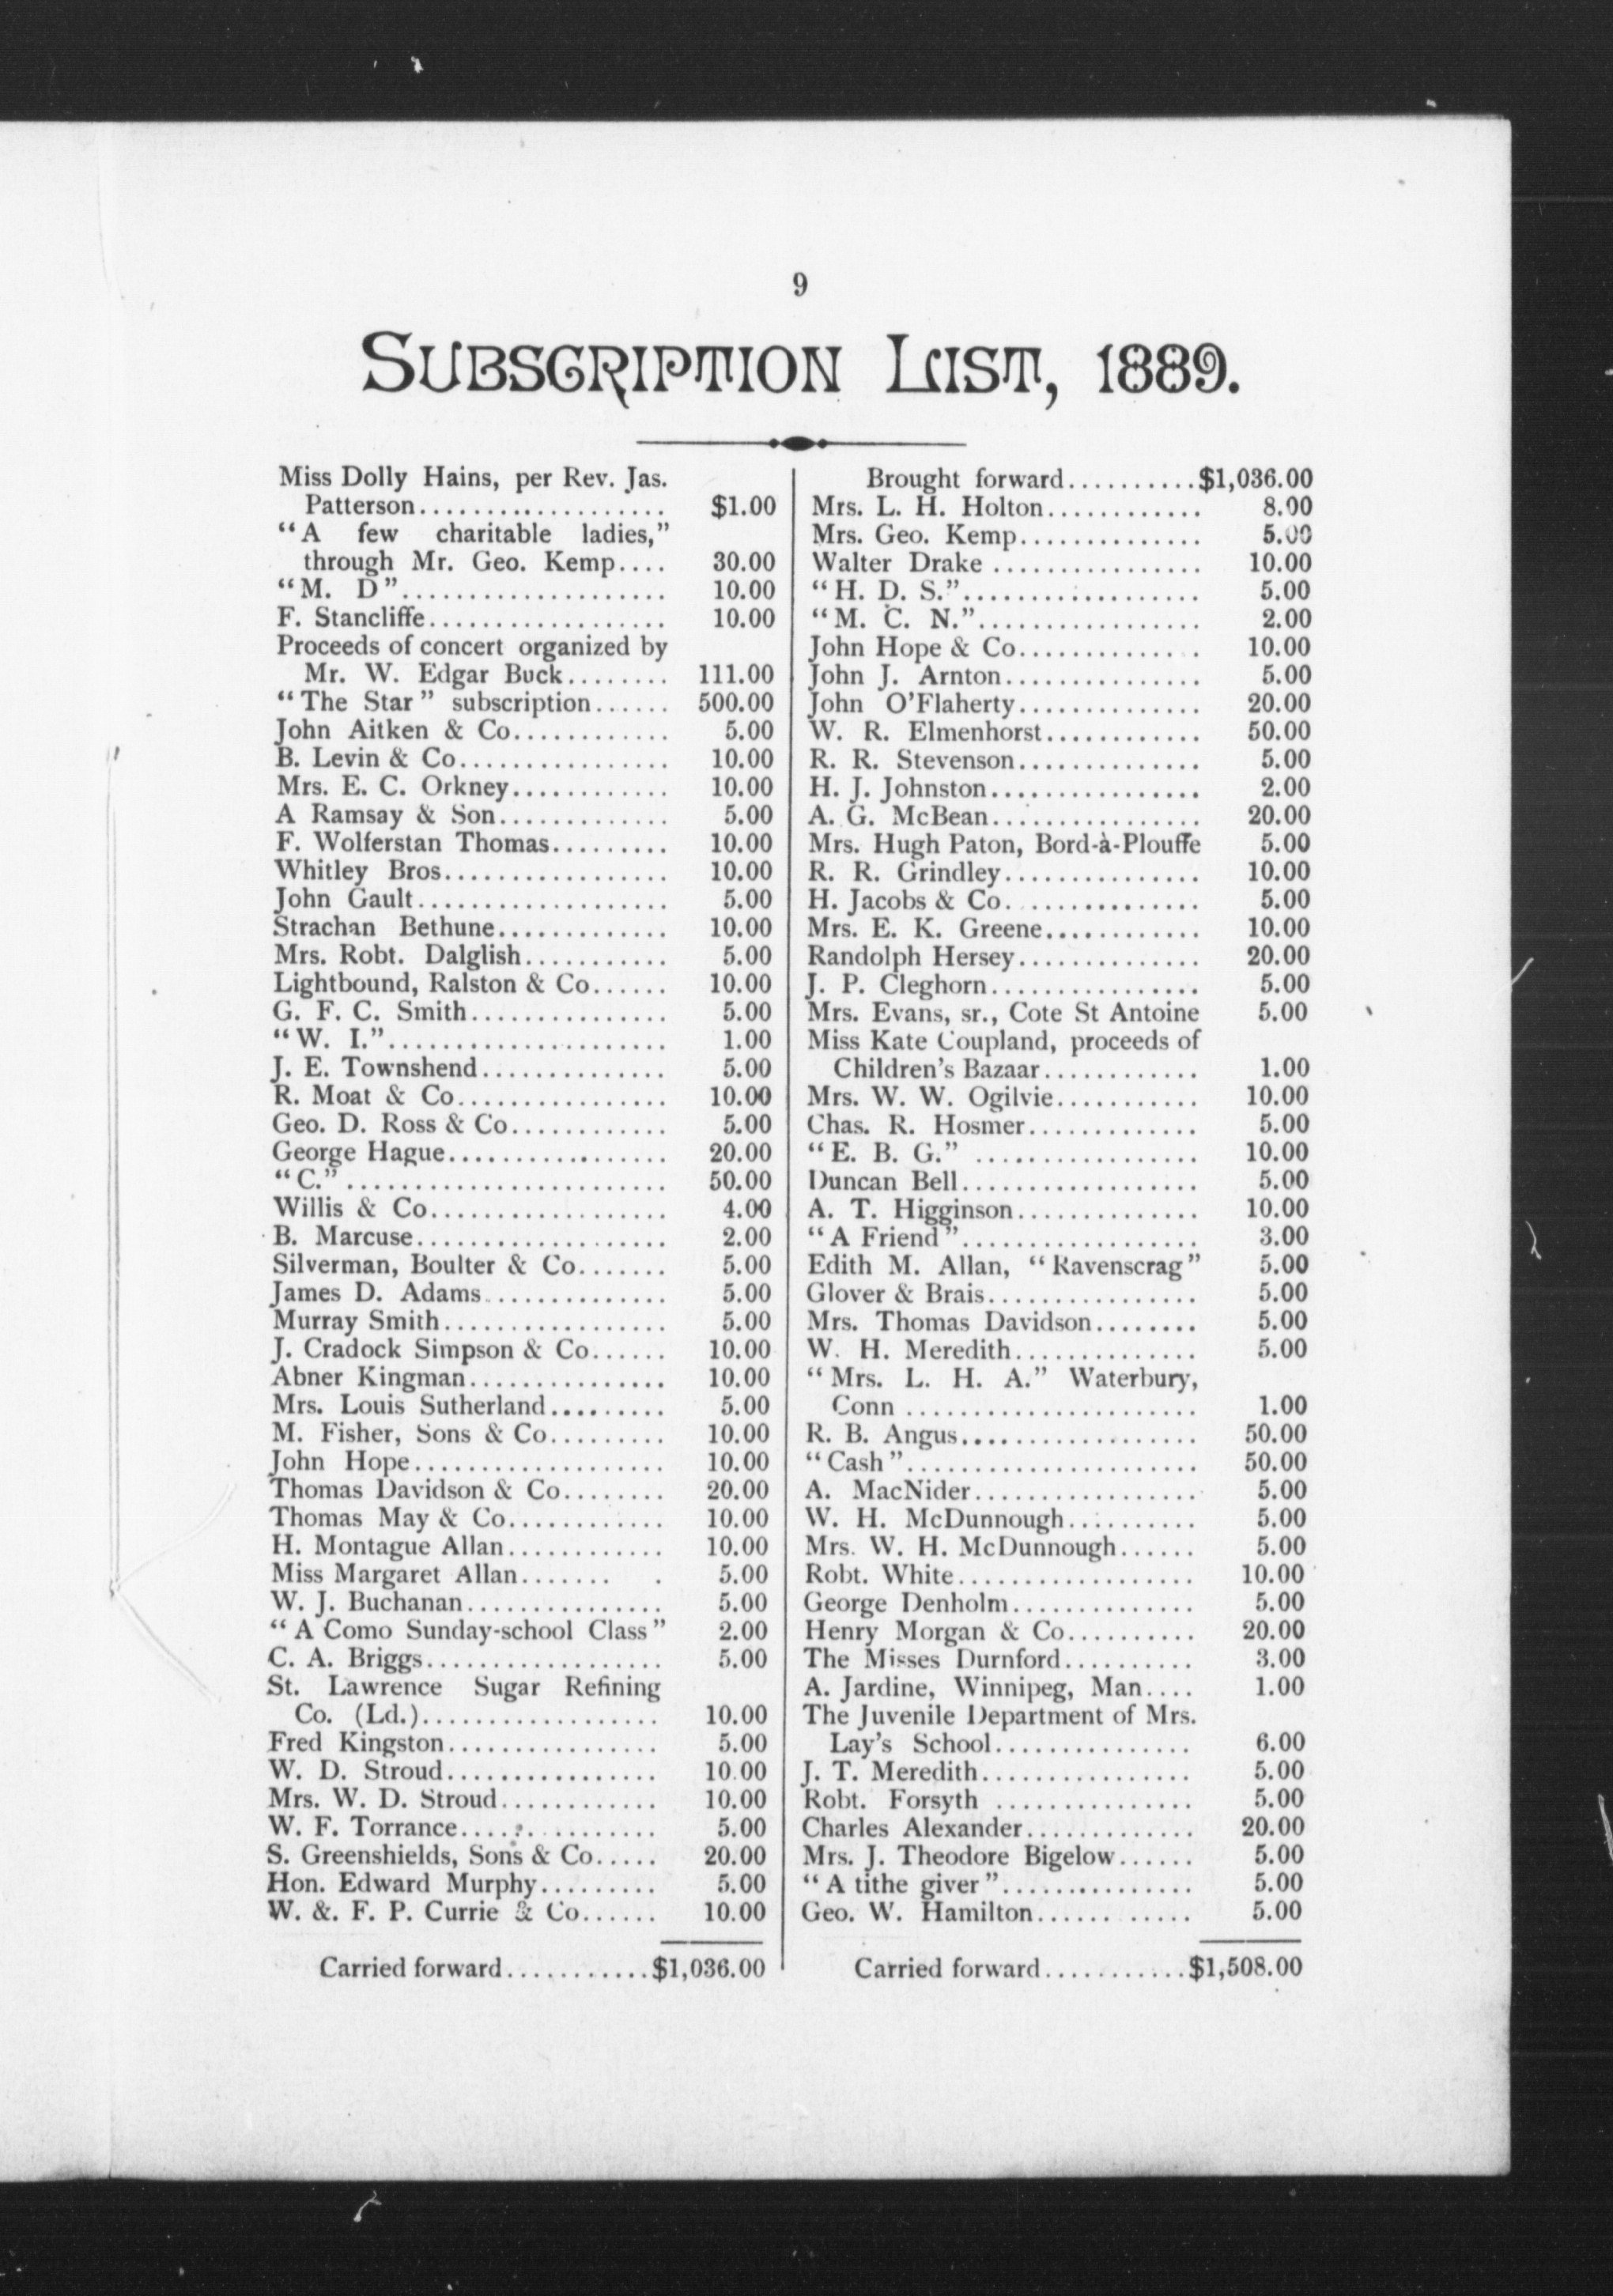 9
SUBSCRIPTION LIST, 1889.
Miss Dolly Hains, per Rev. Jas.
Patterson................... $1.00
"A few charitable ladies,"
through Mr. Geo. Kemp.... 30.00
"M. D".................... 10.00
F. Stancliffe.................. 10.00
Proceeds of concert organized by
Mr. W. Edgar Buck........ 111.00
"The Star" subscription...... 500.00
John Aitken & Co............ 5.00
B. Levin & Co................ 10.00
Mrs. E. C. Orkney............ 10.00
A Ramsay & Son............. 5.00
F. Wolferstan Thomas......... 10.00
Whitley Bros................. 10.00
John Gault................... 5.00
Strachan Bethune............. 10.00
Mrs. Robt. Dalglish........... 5.00
Lightbound, Ralston & Co...... 10.00
G. F. C. Smith............... 5.00
"W. I."..................... 1.00
J. E. Townshend.............. 5.00
R. Moat & Co................ 10.00
Geo. D. Ross & Co............ 5.00
George Hague................. 20.00
"C." ........................ 50.00
Willis & Co.................. 4.00
B. Marcuse................... 2.00
Silverman, Boulter & Co....... 5.00
James D. Adams.............. 5.00
Murray Smith................. 5.00
J. Cradock Simpson & Co...... 10.00
Abner Kingman............... 10.00
Mrs. Louis Sutherland......... 5.00
M. Fisher, Sons & Co......... 10.00
John Hope................... 10.00
Thomas Davidson & Co........ 20.00
Thomas May & Co............ 10.00
H. Montague Allan............ 10.00
Miss Margaret Allan....... . 5.00
W. J. Buchanan............... 5.00
"A Como Sunday-school Class" 2.00
C. A. Briggs.................. 5.00
St. Lawrence Sugar Refining
Co. (Ld.).................. 10.00
Fred Kingston................ 5.00
W. D. Stroud................ 10.00
Mrs. W. D. Stroud............ 10.00
W. F. Torrance............... 5.00
S. Greenshields, Sons & Co..... 20.00
Hon. Edward Murphy......... 5.00
W. &. F. P. Currie & Co...... 10.00
Carried forward...........$1,036.00
Brought forward..........$1,036.00
Mrs. L. H. Holton............ 8.00
Mrs. Geo. Kemp.............. 5.00
Walter Drake ................ 10.00
"H. D. S.".................. 5.00
"M. C. N."................. 2.00
John Hope & Co.............. 10.00
John J. Arnton............... 5.00
John O'Flaherty.............. 20.00
W. R. Elmenhorst............ 50.00
R. R. Stevenson.............. 5.00
H. J. Johnston................ 2.00
A. G. McBean................ 20.00
Mrs. Hugh Paton, Bord-à-Plouffe 5.00
R. R. Grindley............... 10.00
H. Jacobs & Co............... 5.00
Mrs. E. K. Greene............ 10.00
Randolph Hersey.............. 20.00
J. P. Cleghorn................ 5.00
Mrs. Evans, sr., Cote St Antoine 5.00
Miss Kate Coupland, proceeds of
Children's Bazaar............ 1.00
Mrs. W. W. Ogilvie........... 10.00
Chas. R. Hosmer............. 5.00
"E. B. G." ................. 10.00
Duncan Bell.................. 5.00
A. T. Higginson.............. 10.00
"A Friend".................. 3.00
Edith M. Allan, "Ravenscrag" 5.00
Glover & Brais................ 5.00
Mrs. Thomas Davidson........ 5.00
W. H. Meredith.............. 5.00
"Mrs. L. H. A." Waterbury,
Conn ...................... 1.00
R. B. Angus.................. 50.00
"Cash"...................... 50.00
A. MacNider................. 5.00
W. H. McDunnough.......... 5.00
Mrs. W. H. McDunnough...... 5.00
Robt. White.................. 10.00
George Denholm.............. 5.00
Henry Morgan & Co.......... 20.00
The Misses Durnford.......... 3.00
A. Jardine, Winnipeg, Man.... 1.00
The Juvenile Department of Mrs.
Lay's School............... 6.00
J. T. Meredith................ 5.00
Robt. Forsyth ............... 5.00
Charles Alexander............. 20.00
Mrs. J. Theodore Bigelow...... 5.00
"A tithe giver"............... 5.00
Geo. W. Hamilton...... ..... 5.00
Carried forward...........$1,508.00